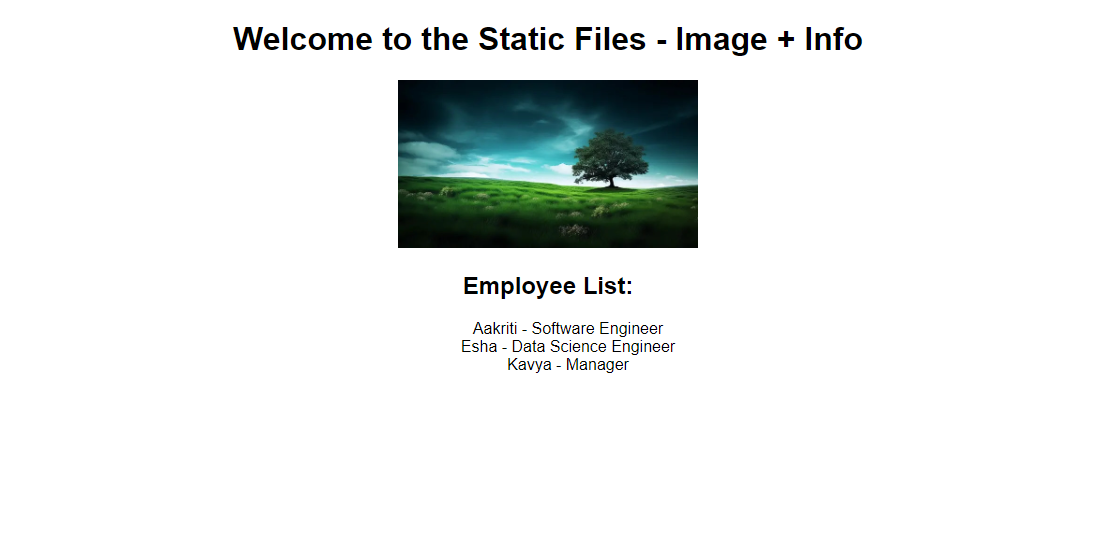 Welcome to the Static Files - Image + Info
Employee List:
Aakriti - Software Engineer
Esha - Data Science Engineer
Kavya - Manager